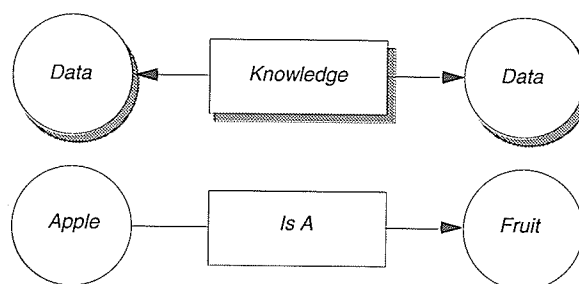 Data
Knowledge
Data
Apple
Is A
Fruit